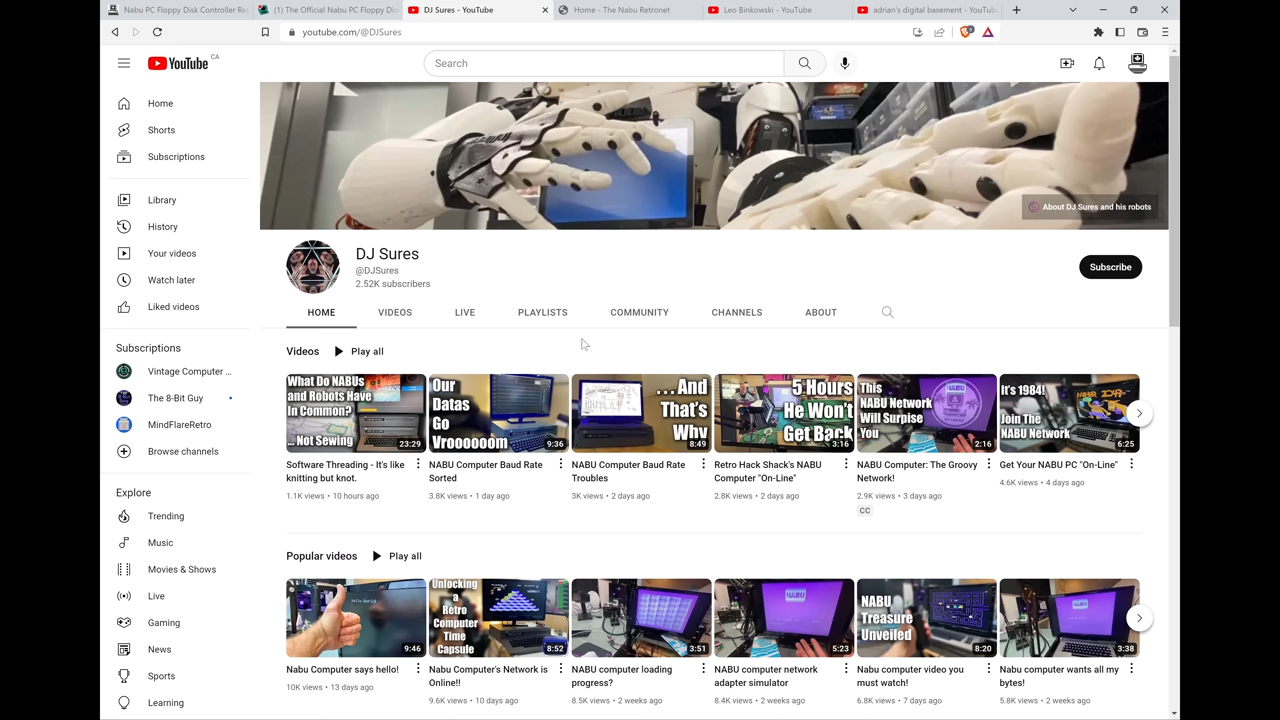 Nabu PC Floppy Disk Controller Re
(1) The Official Nabu PC Floppy Di
DJ Sures - YouTube
Home - The Nabu Retronet
Leo Binkowski - YouTube
adrian's digital basement - YouTub
youtube.com/@DJSures
YouTube CA
Search
Home
Shorts
Subscriptions
Library
History
Your videos
Watch later
Liked videos
Subscriptions
Vintage Computer ...
The 8-Bit Guy
MindFlareRetro
Browse channels
Explore
Trending
Music
Movies & Shows
Live
Gaming
News
Sports
Learning
About DJ Sures and his robots
DJ Sures
@DJSures
2.52K subscribers
Subscribe
HOME
VIDEOS
LIVE
PLAYLISTS
COMMUNITY
CHANNELS
ABOUT
Videos
Play all
What Do NABUs
and Robots Have
In Common?
... Not Sewing
23:29
Software Threading - It's like
knitting but knot.
1.1K views • 10 hours ago
Our
Datas
Go
Vroooooom
9:36
NABU Computer Baud Rate
Sorted
3.8K views • 1 day ago
...And
That's
Why
8:49
NABU Computer Baud Rate
Troubles
3K views • 2 days ago
5 Hours
He Won't
Get Back
3:16
Retro Hack Shack's NABU
Computer "On-Line"
2.8K views • 2 days ago
This
NABU Network
Will Surprise
You
NABU
2:16
NABU Computer: The Groovy
Network!
2.9K views • 3 days ago
CC
It's 1984!
Join The
NABU Network
6:25
Get Your NABU PC "On-Line"
4.6K views • 4 days ago
Popular videos
Play all
9:46
Nabu Computer says hello!
10K views • 13 days ago
Unlocking
a
Retro
Computer
Time
Capsule
8:52
Nabu Computer's Network is
Online!!
9.6K views • 10 days ago
3:51
NABU computer loading
progress?
8.5K views • 2 weeks ago
NABU
5:23
NABU computer network
adapter simulator
8.4K views • 2 weeks ago
NABU
Treasure
Unveiled
8:20
Nabu computer video you
must watch!
6.8K views • 7 days ago
NABU
3:38
Nabu computer wants all my
bytes!
5.8K views • 2 weeks ago